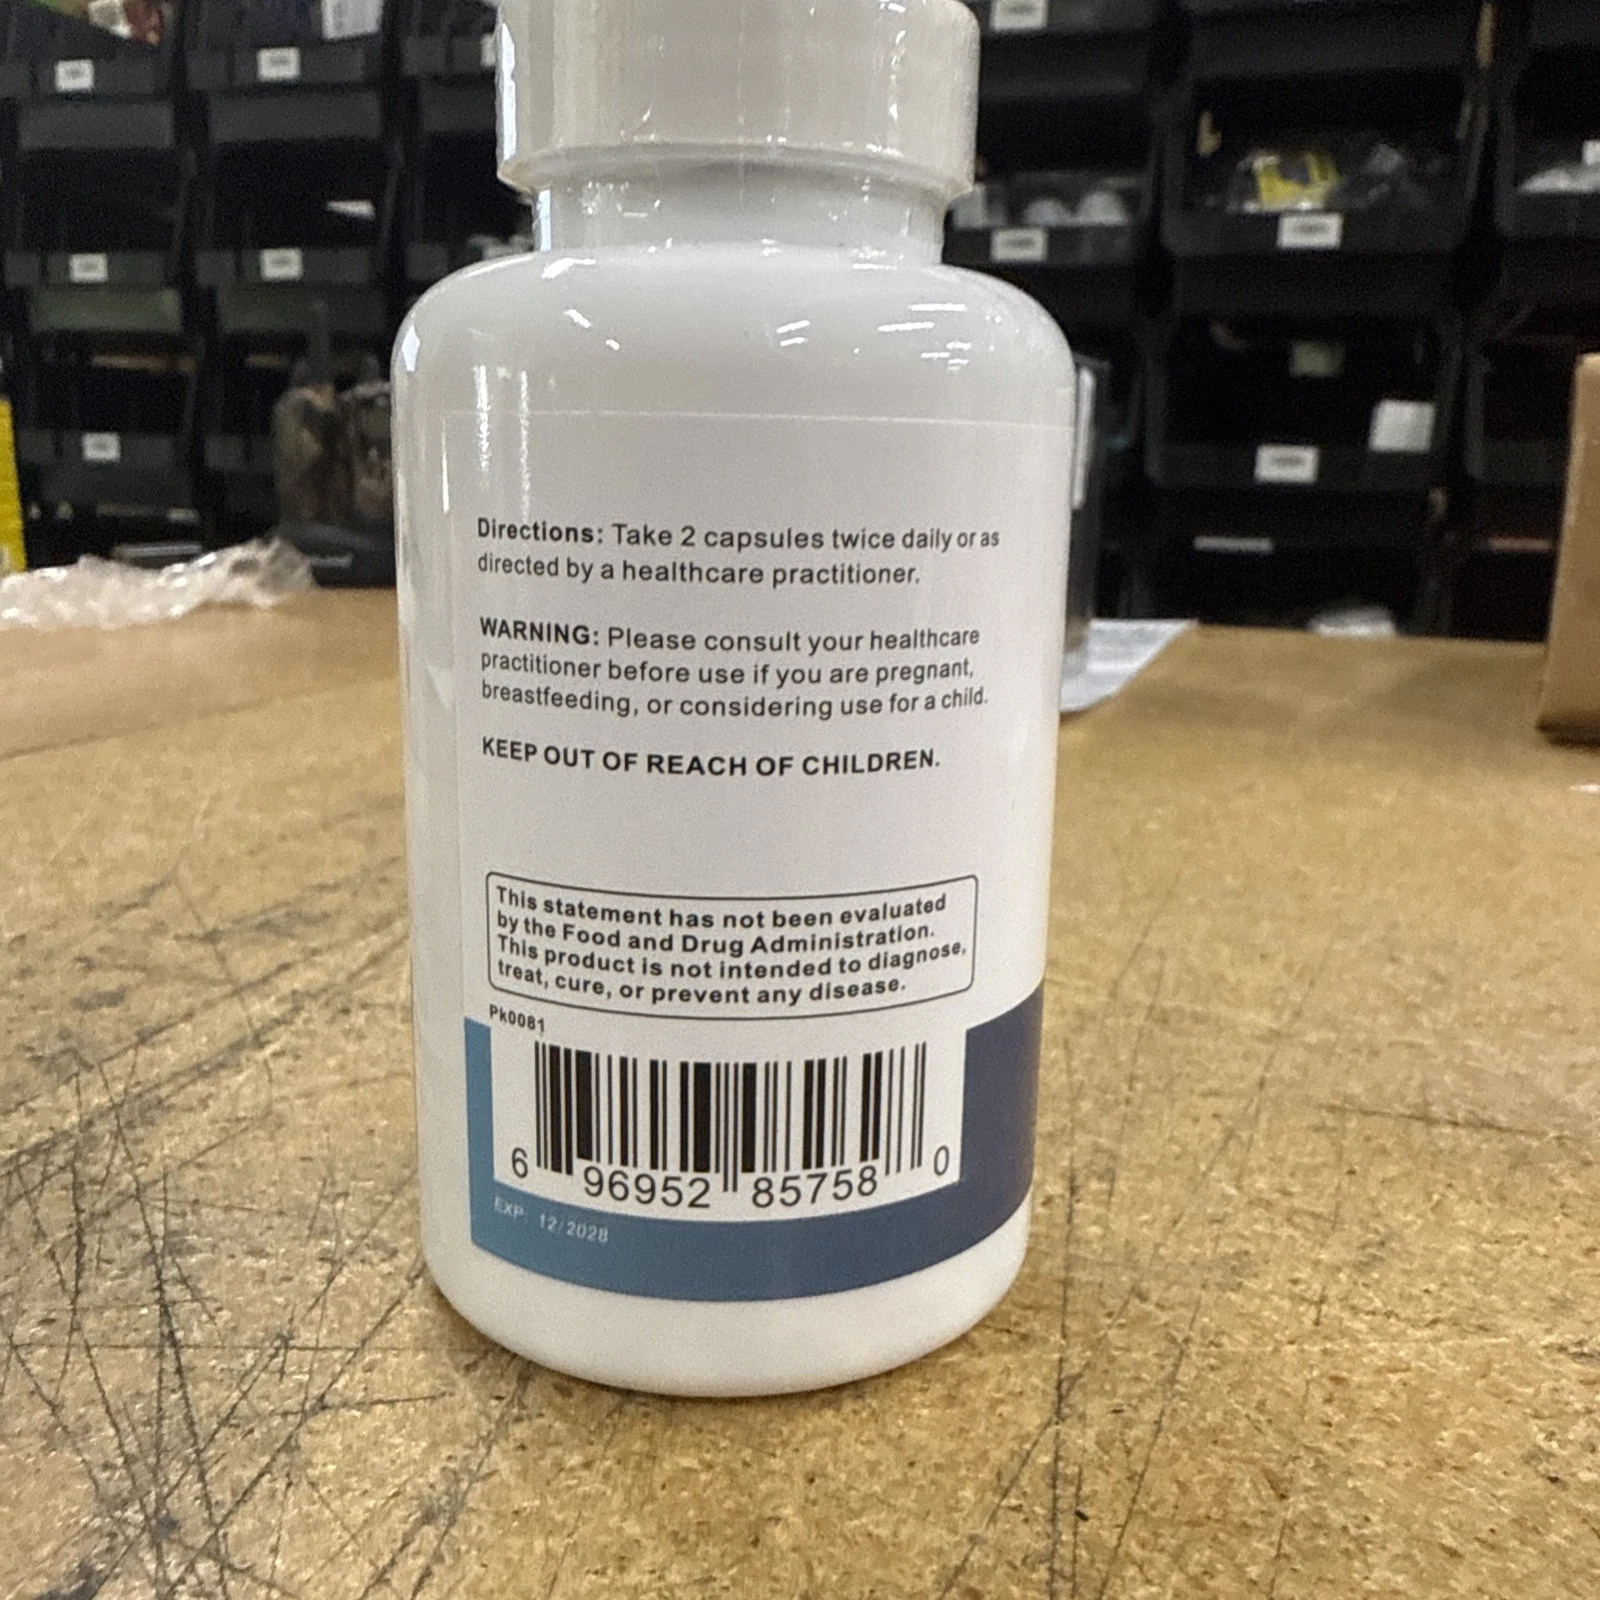 Directions: Take 2 capsules twice daily or as
directed by a healthcare practitioner.
WARNING: Please consult your healthcare
practitioner before use if you are pregnant,
breastfeeding, or considering use for a child.
KEEP OUT OF REACH OF CHILDREN.
This statement has not been evaluated
by the Food and Drug Administration.
This product is not intended to diagnose,
treat, cure, or prevent any disease.
Pk0081
6 96952 85758 0
EXP: 12/2028